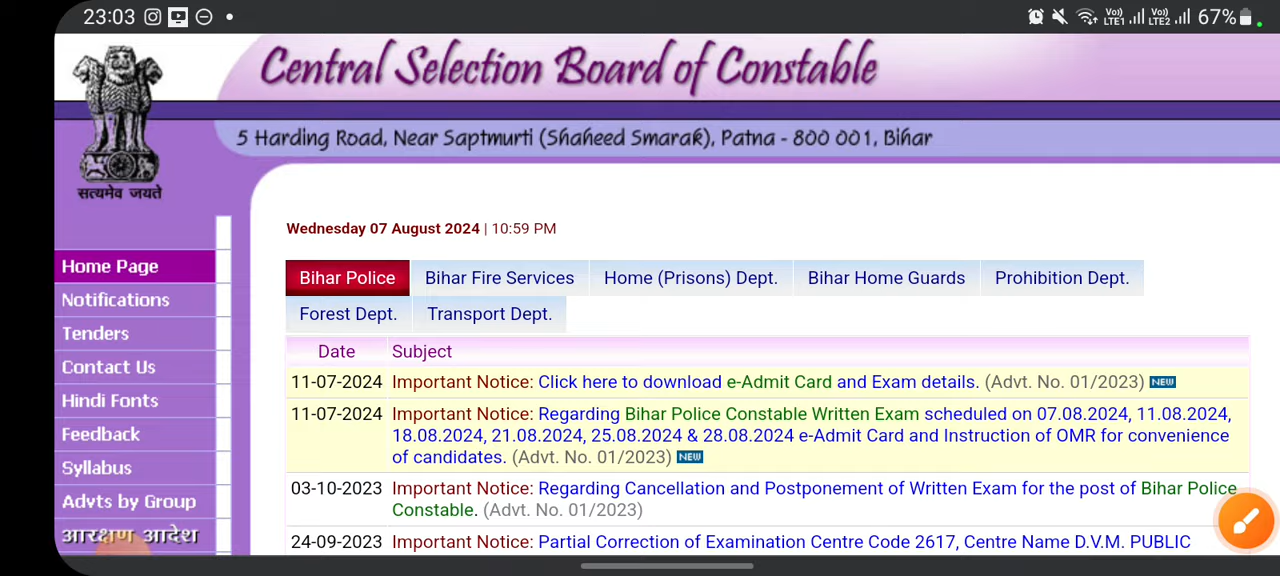 23:03
Vo)) LTE1 Vo)) LTE2 67%
Central Selection Board of Constable
5 Harding Road, Near Saptmurti (Shaheed Smarak), Patna - 800 001, Bihar
सत्यमेव जयते
Wednesday 07 August 2024 | 10:59 PM
Home Page
Notifications
Tenders
Contact Us
Hindi Fonts
Feedback
Syllabus
Advts by Group
आरक्षण आदेश
Bihar Police Bihar Fire Services Home (Prisons) Dept. Bihar Home Guards Prohibition Dept.
Forest Dept. Transport Dept.
Date Subject
11-07-2024 Important Notice: Click here to download e-Admit Card and Exam details. (Advt. No. 01/2023) NEW
11-07-2024 Important Notice: Regarding Bihar Police Constable Written Exam scheduled on 07.08.2024, 11.08.2024,
18.08.2024, 21.08.2024, 25.08.2024 & 28.08.2024 e-Admit Card and Instruction of OMR for convenience
of candidates. (Advt. No. 01/2023) NEW
03-10-2023 Important Notice: Regarding Cancellation and Postponement of Written Exam for the post of Bihar Police
Constable. (Advt. No. 01/2023)
24-09-2023 Important Notice: Partial Correction of Examination Centre Code 2617, Centre Name D.V.M. PUBLIC